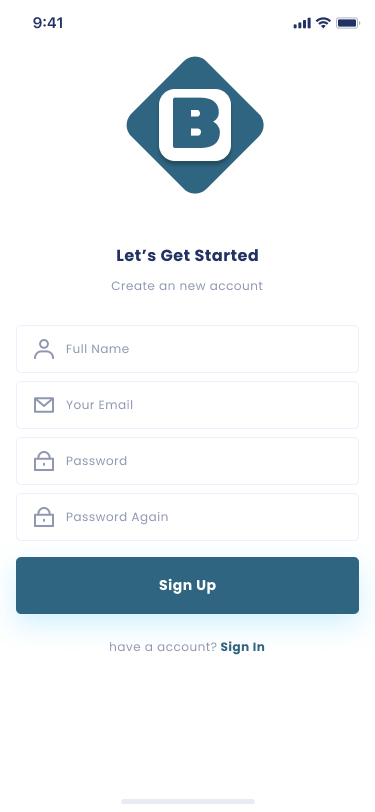 9:41
B
Let's Get Started
Create an new account
Full Name
Your Email
Password
Password Again
Sign Up
have a account? Sign In